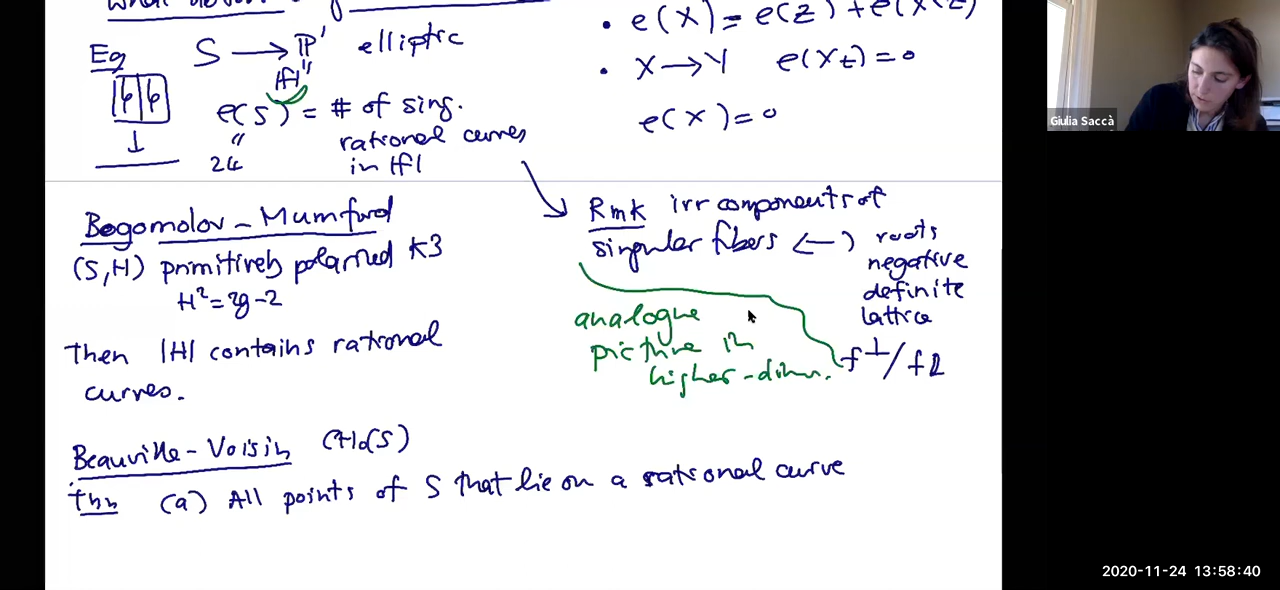 Eg S → ℙ¹ elliptic
|f|
e(S) = # of sing.
24
rational curves
in |f|
• e(X) = e(Z) + e(X\Z)
• X → Y e(X_t) = 0
e(X) = 0
Bogomolov - Mumford
(S,H) primitively polarized K3
H² = 2g-2
Then |H| contains rational
curves.
Rmk irr components of
singular fibers ↔ roots
negative
definite
lattice
f^⊥/fℤ
analogue
picture in
higher-dim.
Beauville-Voisin CH₀(S)
Thm (a) All points of S that lie on a rational curve
Giulia Saccà
2020-11-24 13:58:40